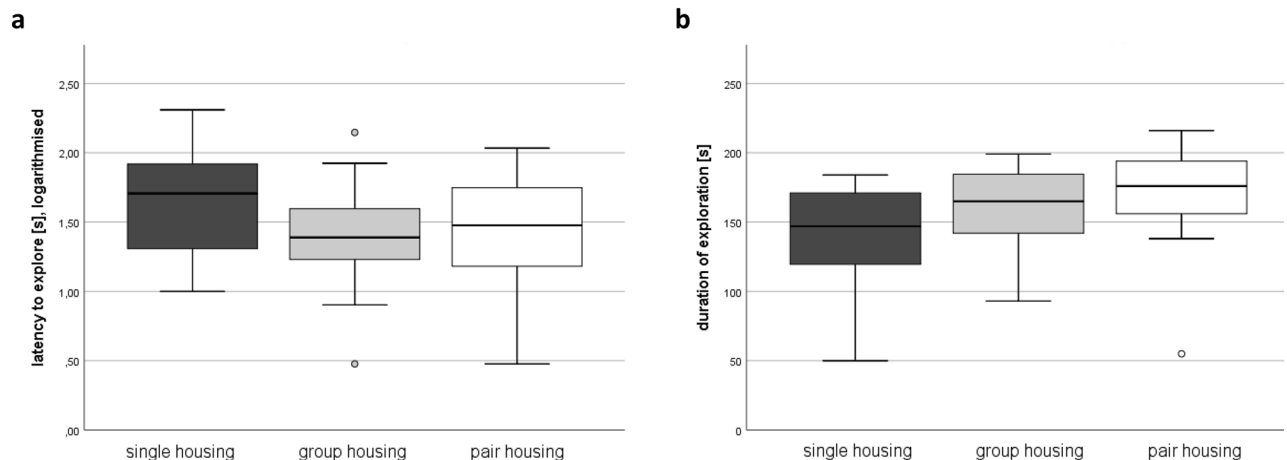 a
latency to explore [s], logarithmised
2,50
2,00
1,50
1,00
,50
,00
single housing group housing pair housing
b
duration of exploration [s]
250
200
150
100
50
0
single housing group housing pair housing